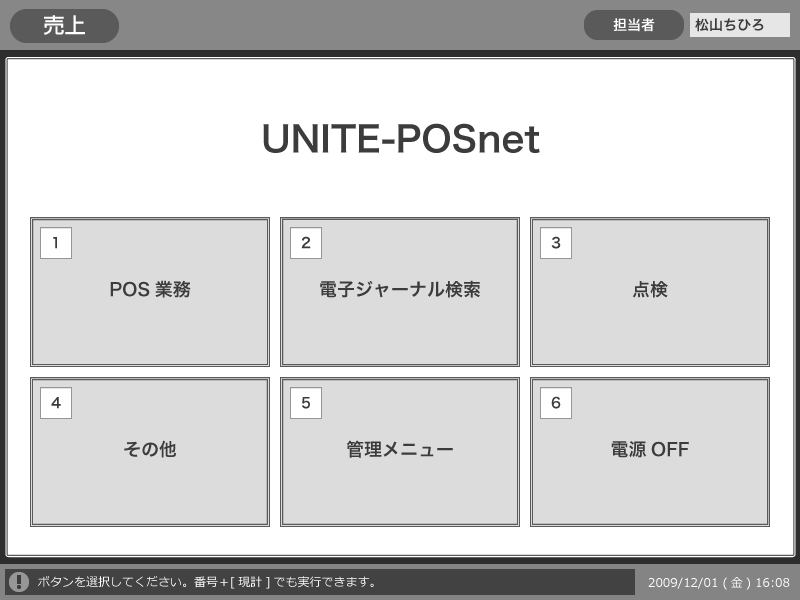 売上
担当者 松山ちひろ
UNITE-POSnet
1
POS 業務
2
電子ジャーナル検索
3
点検
4
その他
5
管理メニュー
6
電源 OFF
ボタンを選択してください。番号＋[ 現計 ] でも実行できます。
2009/12/01 ( 金 ) 16:08